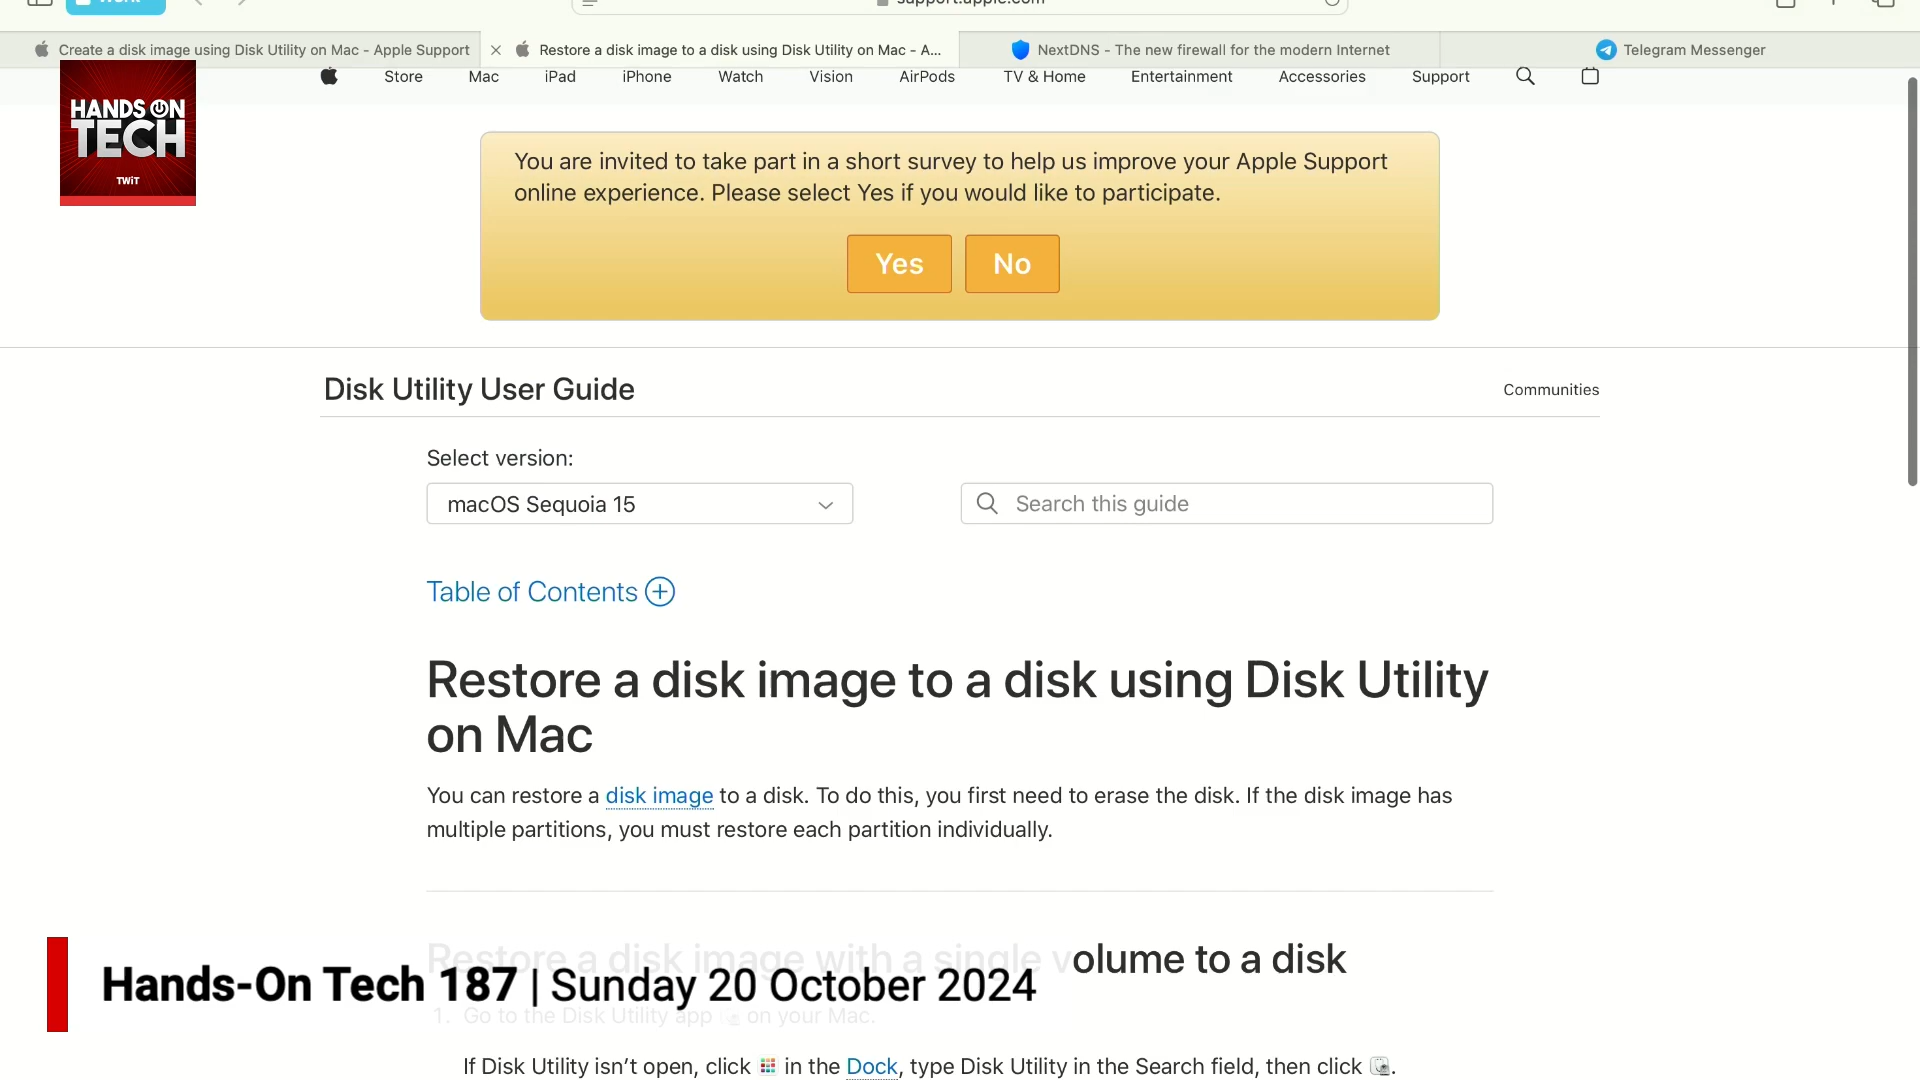 Work
support.apple.com
Create a disk image using Disk Utility on Mac - Apple Support
Restore a disk image to a disk using Disk Utility on Mac - A...
NextDNS - The new firewall for the modern Internet
Telegram Messenger
Store Mac iPad iPhone Watch Vision AirPods TV & Home Entertainment Accessories Support
HANDS ON
TECH
TWiT
You are invited to take part in a short survey to help us improve your Apple Support
online experience. Please select Yes if you would like to participate.
Yes No
Disk Utility User Guide
Communities
Select version:
macOS Sequoia 15
Search this guide
Table of Contents
Restore a disk image to a disk using Disk Utility
on Mac
You can restore a disk image to a disk. To do this, you first need to erase the disk. If the disk image has
multiple partitions, you must restore each partition individually.
Restore a disk image with a single volume to a disk
Hands-On Tech 187 | Sunday 20 October 2024
1. Go to the Disk Utility app on your Mac.
If Disk Utility isn’t open, click in the Dock, type Disk Utility in the Search field, then click .